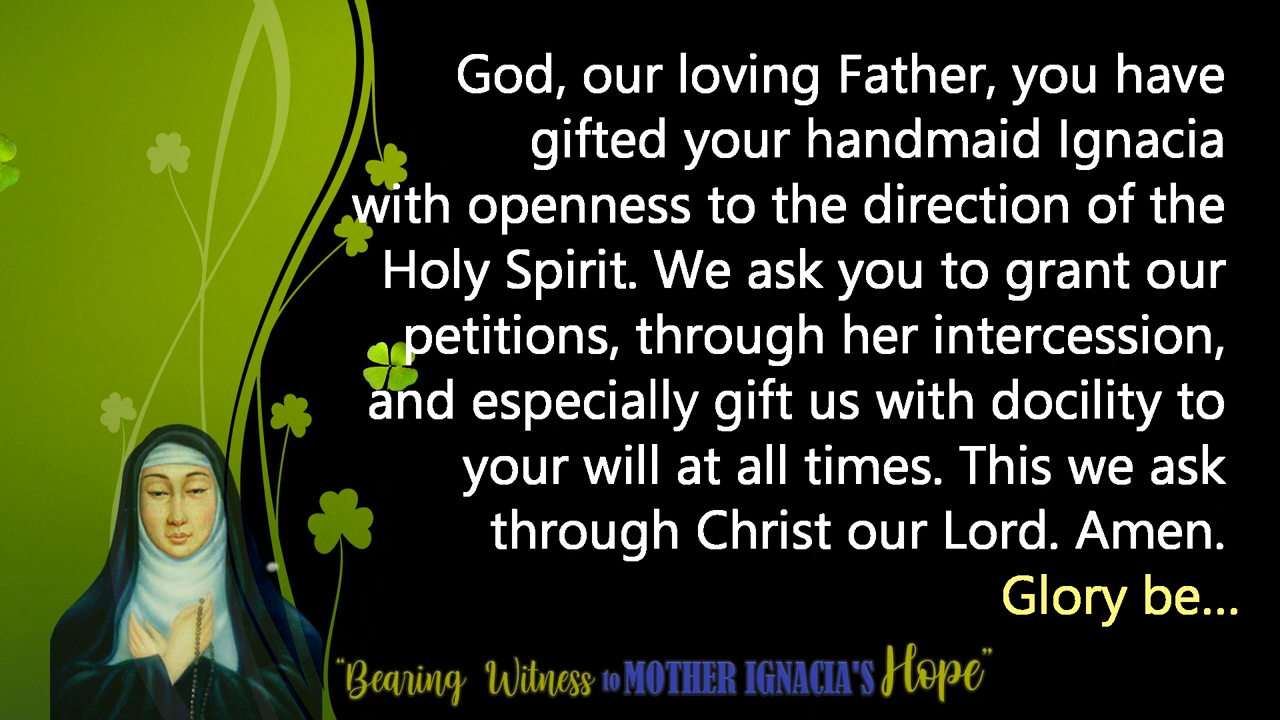 God, our loving Father, you have
gifted your handmaid Ignacia
with openness to the direction of the
Holy Spirit. We ask you to grant our
petitions, through her intercession,
and especially gift us with docility to
your will at all times. This we ask
through Christ our Lord. Amen.
Glory be...
"Bearing Witness to MOTHER IGNACIA'S Hope"